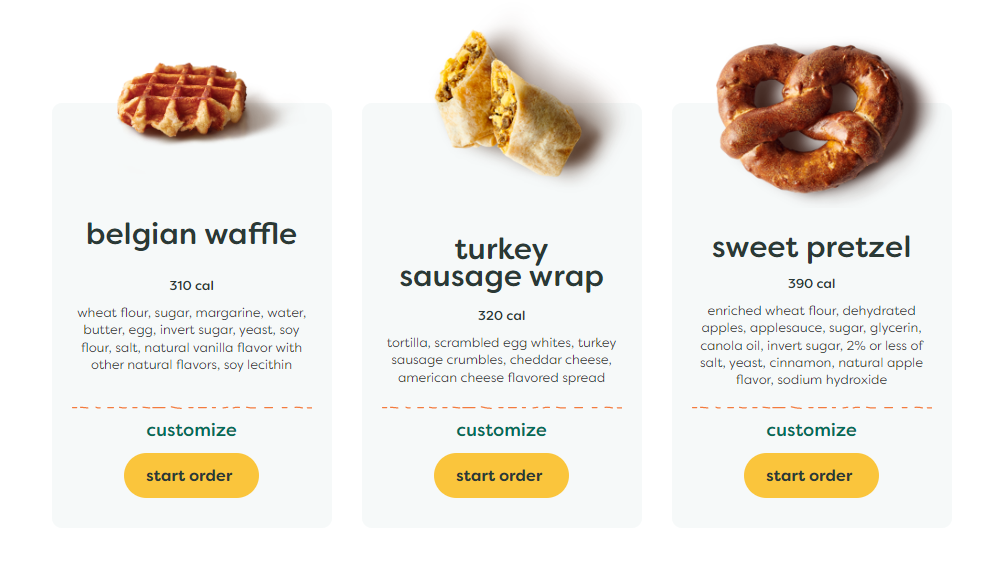 belgian waffle
310 cal
wheat flour, sugar, margarine, water,
butter, egg, invert sugar, yeast, soy
flour, salt, natural vanilla flavor with
other natural flavors, soy lecithin
customize
start order
turkey
sausage wrap
320 cal
tortilla, scrambled egg whites, turkey
sausage crumbles, cheddar cheese,
american cheese flavored spread
customize
start order
sweet pretzel
390 cal
enriched wheat flour, dehydrated
apples, applesauce, sugar, glycerin,
canola oil, invert sugar, 2% or less of
salt, yeast, cinnamon, natural apple
flavor, sodium hydroxide
customize
start order